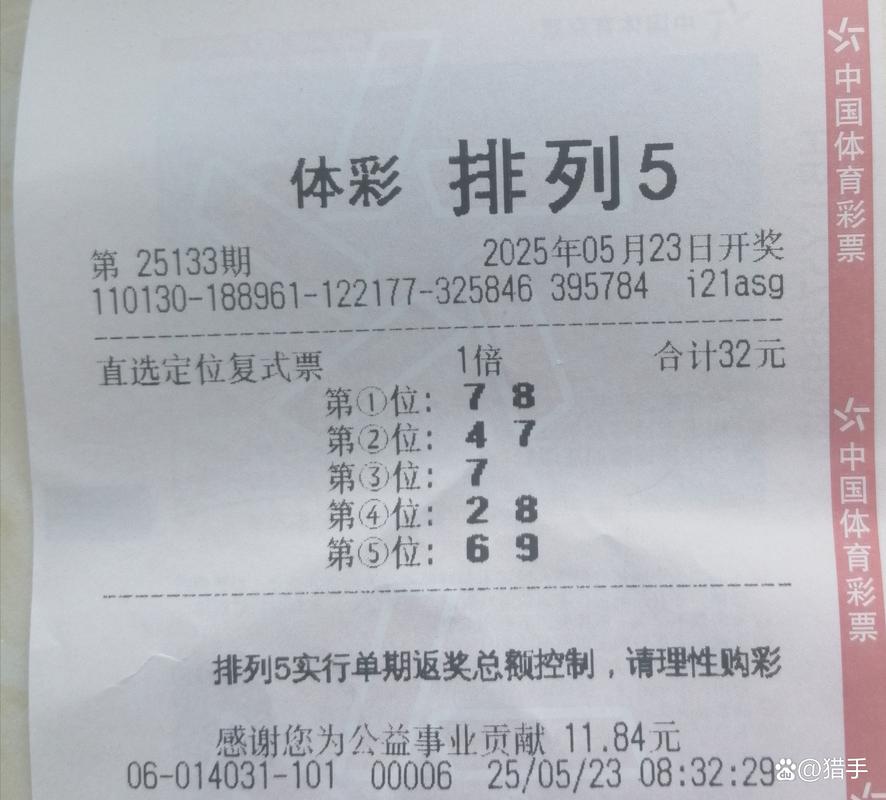 体彩 排列5
第 25133期 2025年05月23日开奖
110130-188961-122177-325846 395784 i21asg
直选定位复式票 1倍 合计32元
第①位: 7 8
第②位: 4 7
第③位: 7
第④位: 2 8
第⑤位: 6 9
排列5实行单期返奖总额控制，请理性购彩
感谢您为公益事业贡献 11.84元
06-014031-101 00006 25/05/23 08:32:29
中国体育彩票
中国体育彩票
@猎手